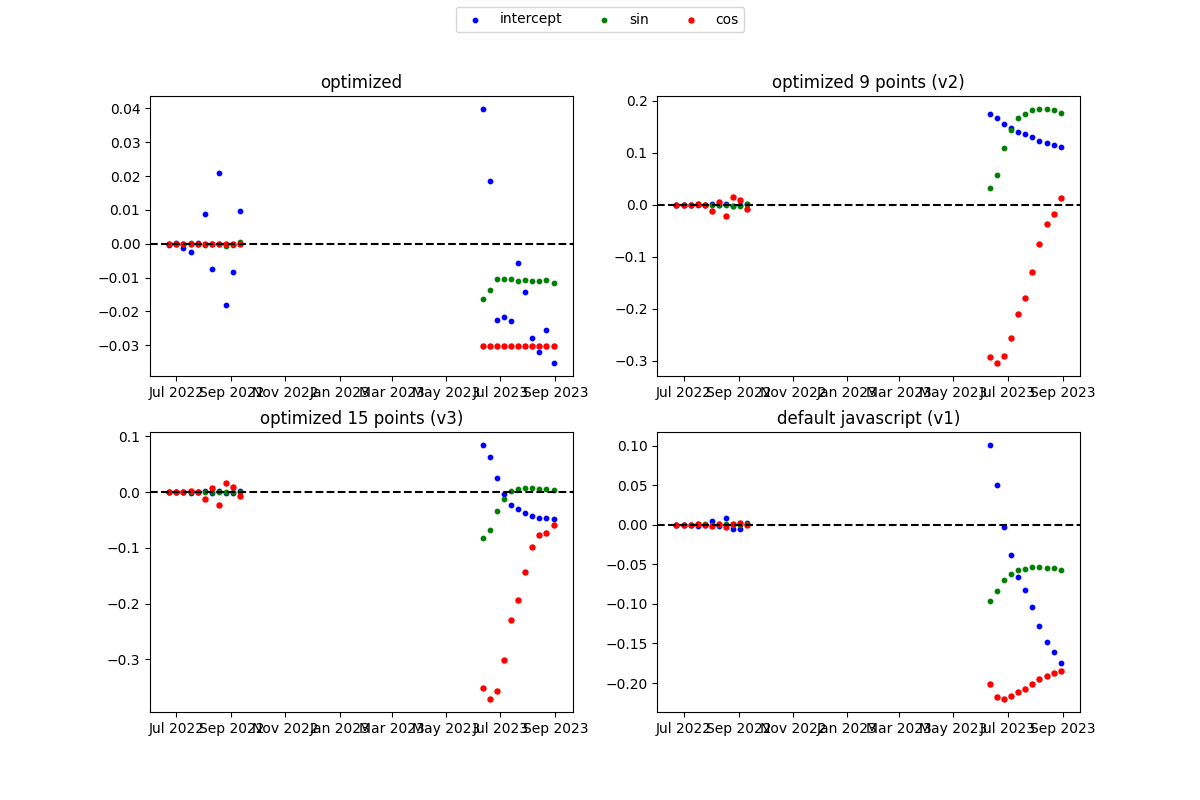 intercept sin cos
optimized
0.04
0.03
0.02
0.01
0.00
−0.01
−0.02
−0.03
Jul 2022 Sep 2022 Nov 2022 Jan 2023 Mar 2023 May 2023 Jul 2023 Sep 2023
optimized 9 points (v2)
0.2
0.1
0.0
−0.1
−0.2
−0.3
Jul 2022 Sep 2022 Nov 2022 Jan 2023 Mar 2023 May 2023 Jul 2023 Sep 2023
optimized 15 points (v3)
0.1
0.0
−0.1
−0.2
−0.3
Jul 2022 Sep 2022 Nov 2022 Jan 2023 Mar 2023 May 2023 Jul 2023 Sep 2023
default javascript (v1)
0.10
0.05
0.00
−0.05
−0.10
−0.15
−0.20
Jul 2022 Sep 2022 Nov 2022 Jan 2023 Mar 2023 May 2023 Jul 2023 Sep 2023